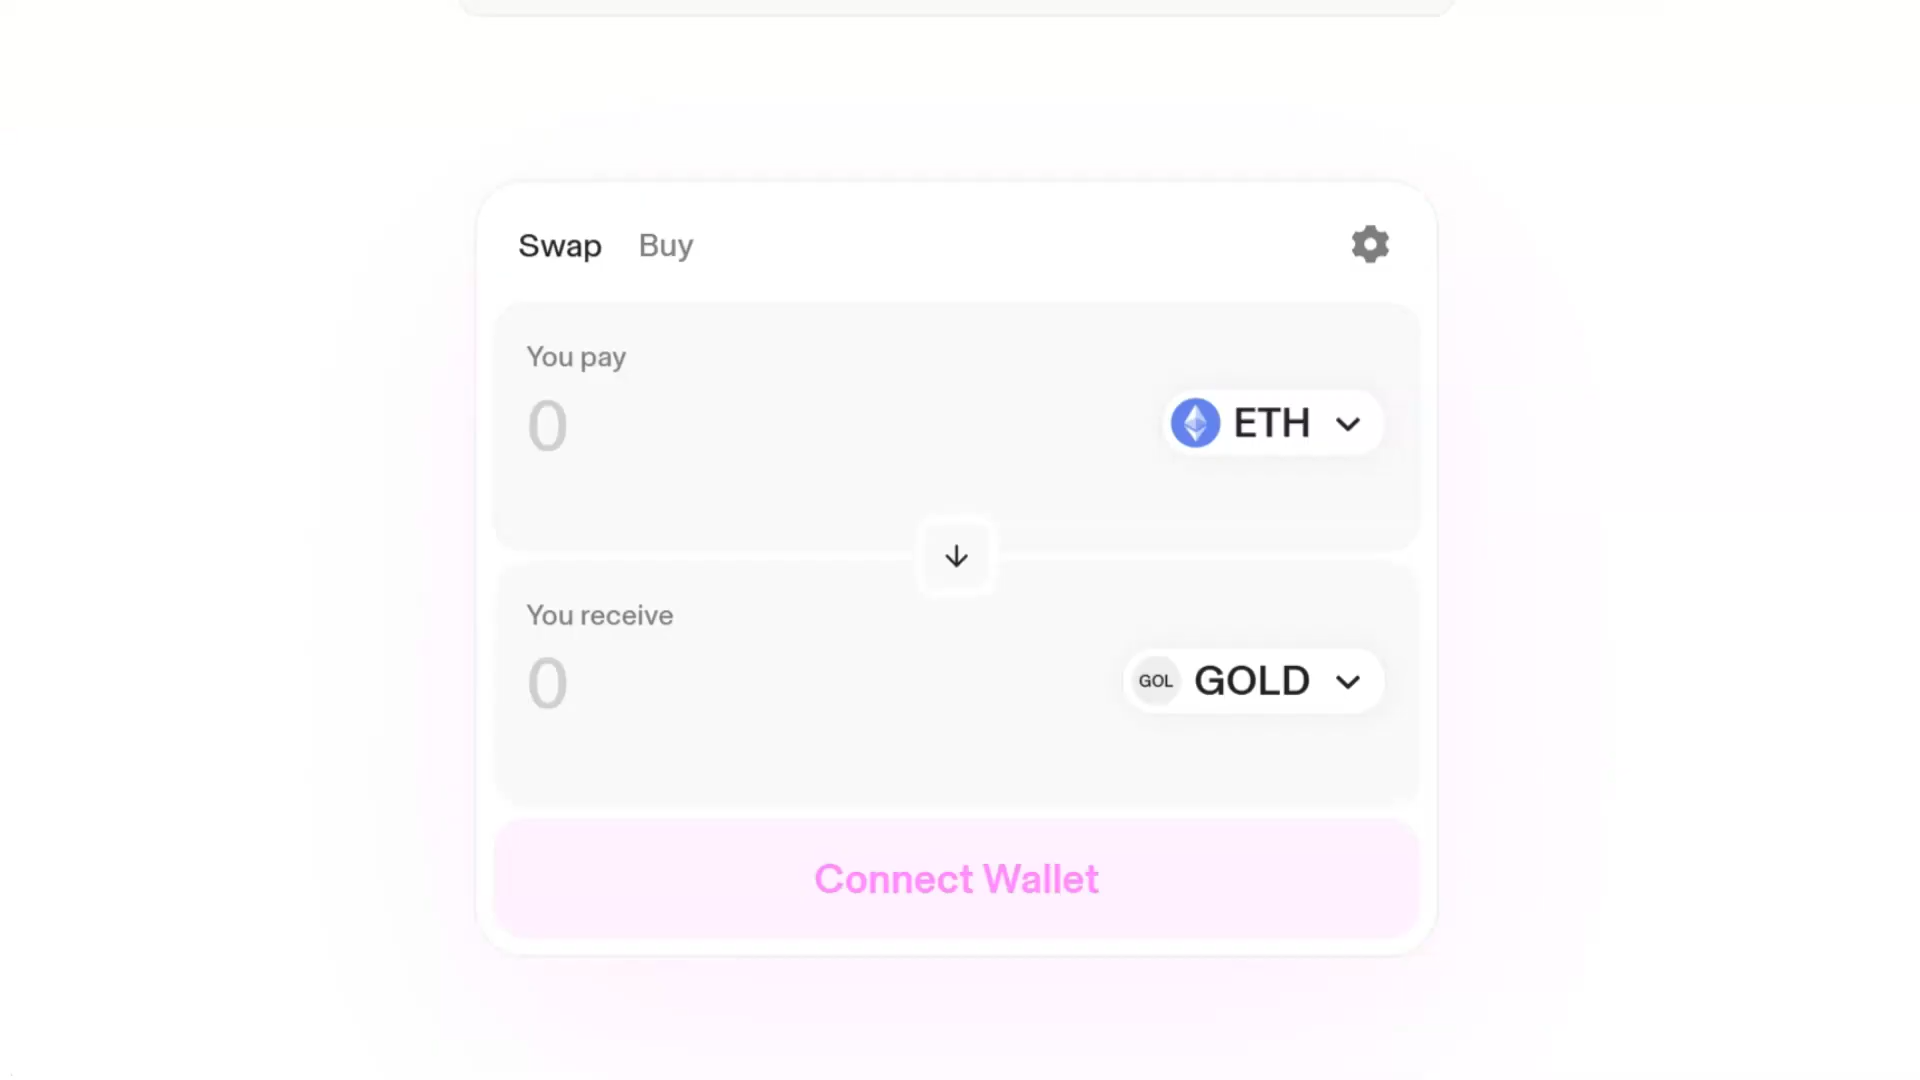 Swap Buy
You pay
0
ETH
You receive
0
GOL GOLD
Connect Wallet